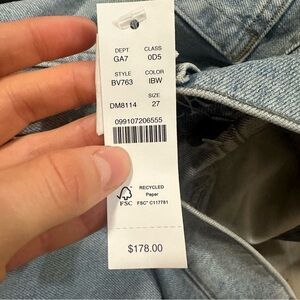 DEPT CLASS
GA7 0D5
STYLE COLOR
BV763 IBW
SIZE
DM8114 27
099107206555
RECYCLED
Paper
FSC FSC® C117781
$178.00